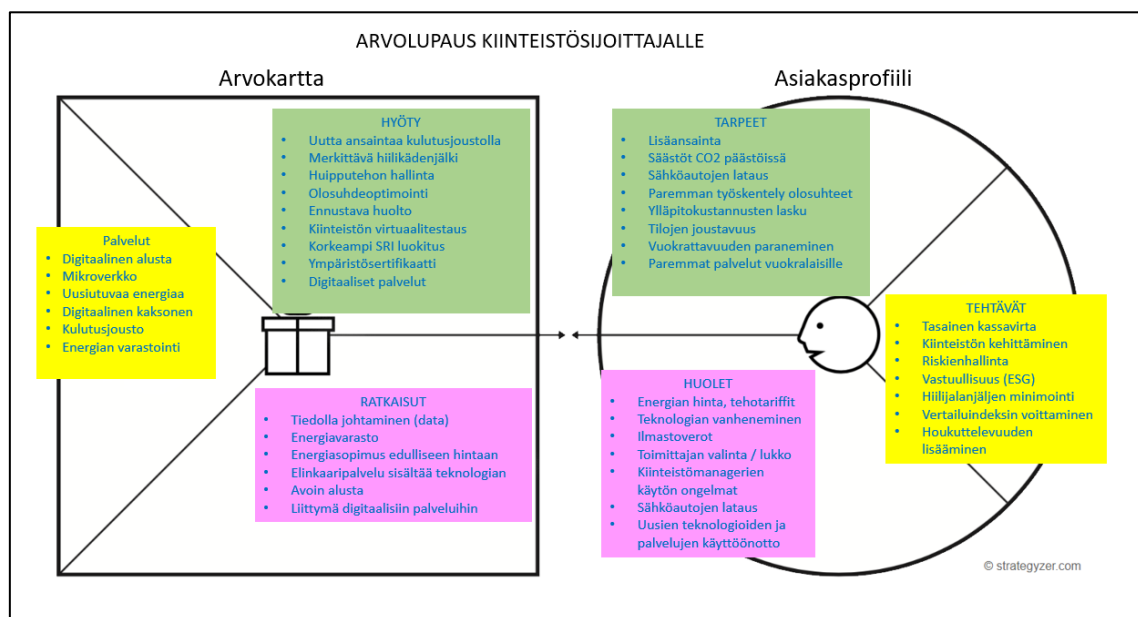 ARVOLUPAUS KIINTEISTÖSIJOITTAJALLE
Arvokartta
Asiakasprofiili
HYÖTY
• Uutta ansaintaa kulutusjoustolla
• Merkittävä hiilikädenjälki
• Huipputehon hallinta
• Olosuhdeoptimointi
• Ennustava huolto
• Kiinteistön virtuaalitestaus
• Korkeampi SRI luokitus
• Ympäristösertifikaatti
• Digitaaliset palvelut
Palvelut
• Digitaalinen alusta
• Mikroverkko
• Uusiutuvaa energiaa
• Digitaalinen kaksonen
• Kulutusjousto
• Energian varastointi
RATKAISUT
• Tiedolla johtaminen (data)
• Energiavarasto
• Energiasopimus edulliseen hintaan
• Elinkaaripalvelu sisältää teknologian
• Avoin alusta
• Liittymä digitaalisiin palveluihin
TARPEET
• Lisäansainta
• Säästöt CO2 päästöissä
• Sähköautojen lataus
• Paremman työskentely olosuhteet
• Ylläpitokustannusten lasku
• Tilojen joustavuus
• Vuokrattavuuden paraneminen
• Paremmat palvelut vuokralaisille
TEHTÄVÄT
• Tasainen kassavirta
• Kiinteistön kehittäminen
• Riskienhallinta
• Vastuullisuus (ESG)
• Hiilijalanjäljen minimointi
• Vertailuindeksin voittaminen
• Houkuttelevuuden
lisääminen
HUOLET
• Energian hinta, tehotariffit
• Teknologian vanheneminen
• Ilmastoverot
• Toimittajan valinta / lukko
• Kiinteistömanagerien
käytön ongelmat
• Sähköautojen lataus
• Uusien teknologioiden ja
palvelujen käyttöönotto
© strategyzer.com